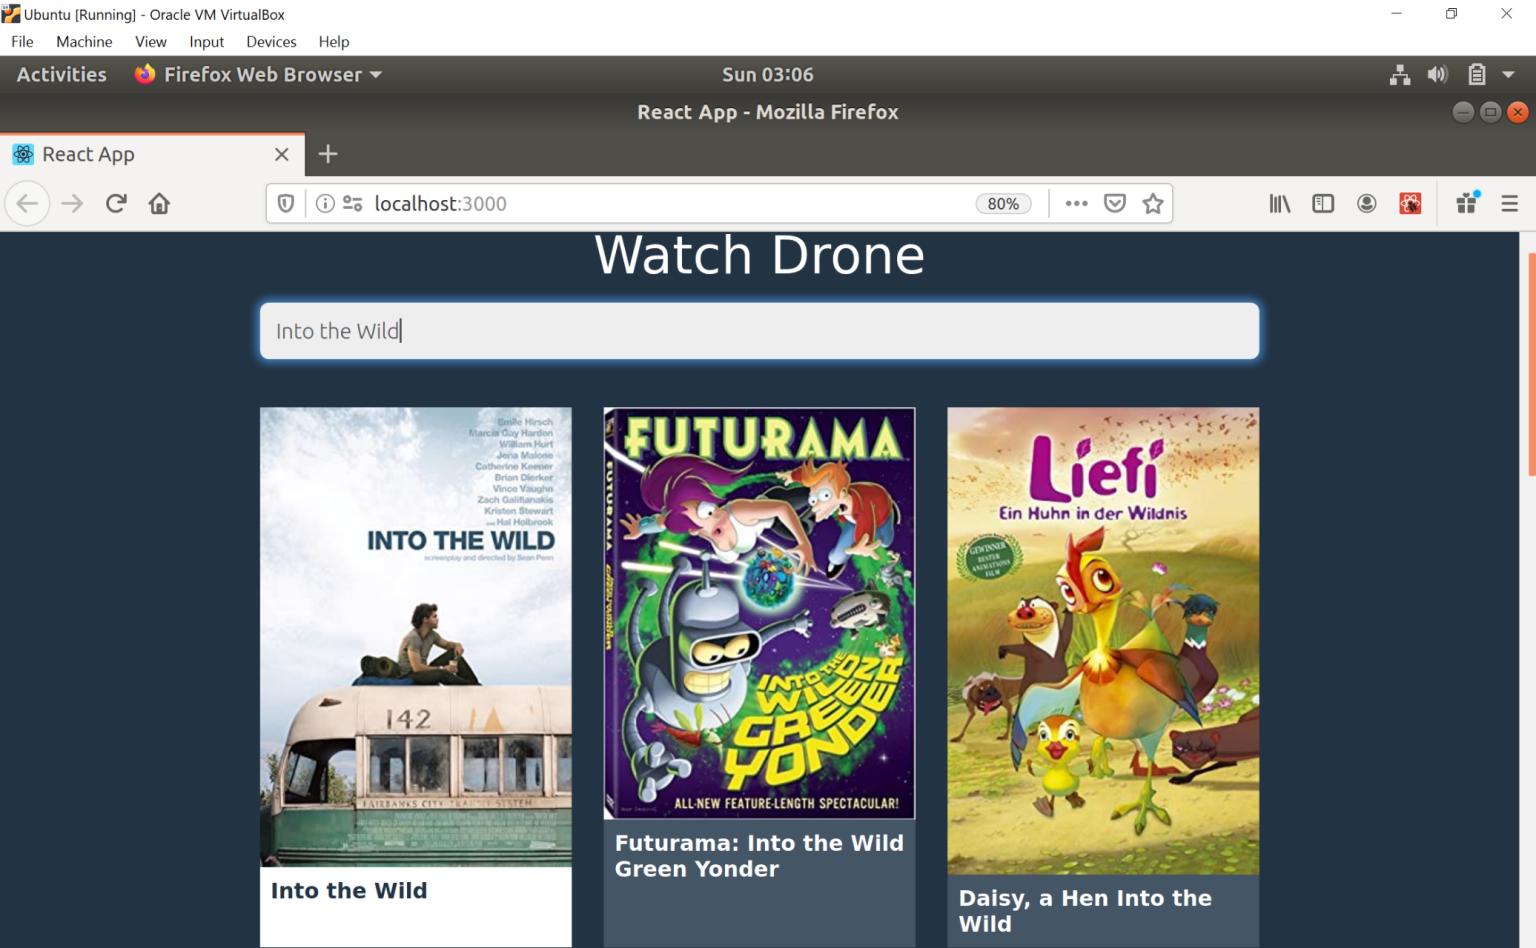 Ubuntu [Running] - Oracle VM VirtualBox
File Machine View Input Devices Help
Activities Firefox Web Browser Sun 03:06
React App - Mozilla Firefox
React App
localhost:3000 80%
Watch Drone
Into the Wild
Emile Hirsch
Marcia Gay Harden
William Hurt
Jena Malone
Catherine Keener
Brian Dierker
Vince Vaughn
Zach Galifianakis
Kristen Stewart
and Hal Holbrook
INTO THE WILD
screenplay and directed by Sean Penn
142
FAIRBANKS CITY TRANSIT SYSTEM
Into the Wild
FUTURAMA
FUTURAMA
INTO THE
WILD
GREEN
YONDER
ALL-NEW FEATURE-LENGTH SPECTACULAR!
Futurama: Into the Wild
Green Yonder
Liefi
Ein Huhn in der Wildnis
GEWINNER
BESTER
ANIMATIONS
FILM
Daisy, a Hen Into the
Wild